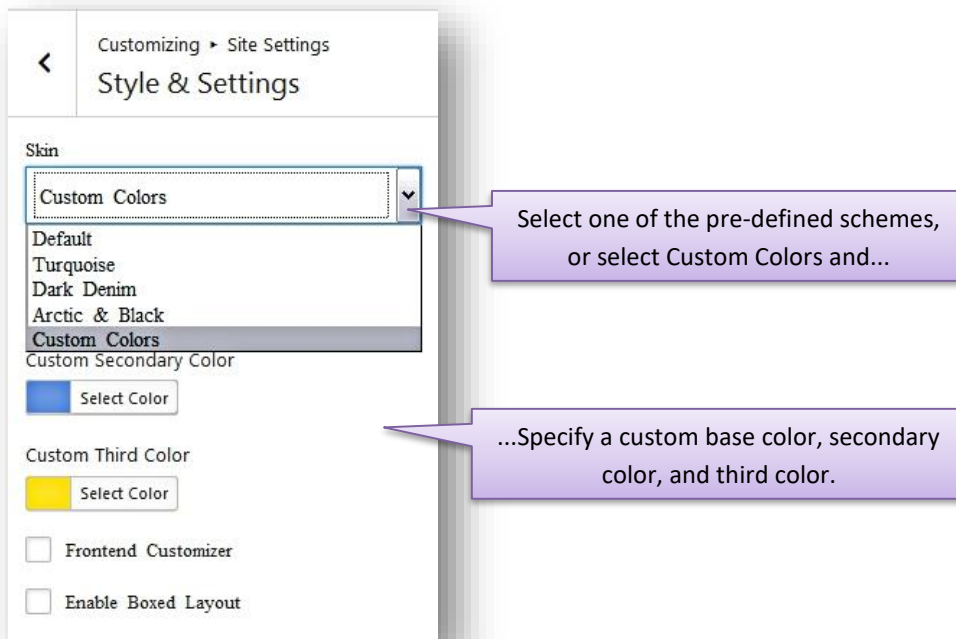 Customizing ▸ Site Settings
Style & Settings
Skin
Custom Colors
Default
Turquoise
Dark Denim
Arctic & Black
Custom Colors
Select one of the pre-defined schemes,
or select Custom Colors and...
Custom Secondary Color
Select Color
...Specify a custom base color, secondary
color, and third color.
Custom Third Color
Select Color
Frontend Customizer
Enable Boxed Layout